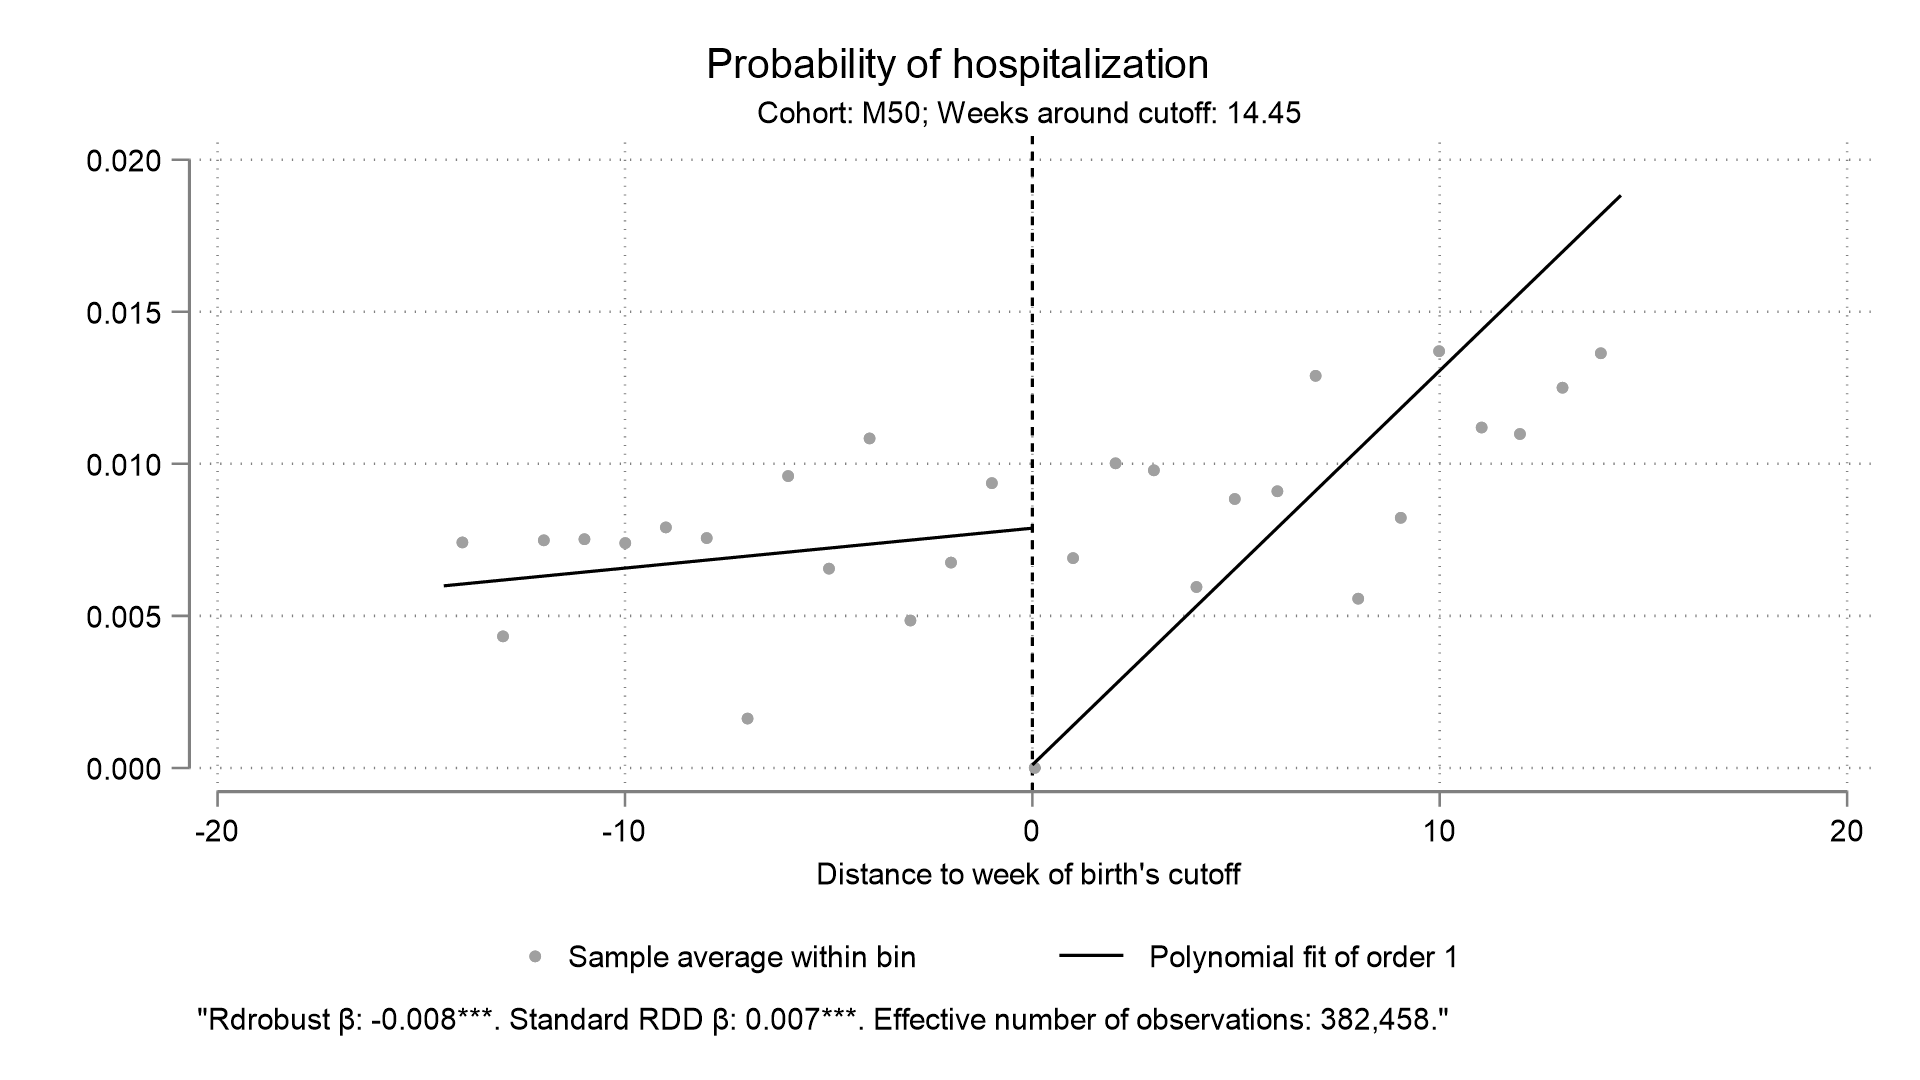 Probability of hospitalization
Cohort: M50; Weeks around cutoff: 14.45
0.020
0.015
0.010
0.005
0.000
-20 -10 0 10 20
Distance to week of birth's cutoff
Sample average within bin Polynomial fit of order 1
"Rdrobust β: -0.008***. Standard RDD β: 0.007***. Effective number of observations: 382,458."